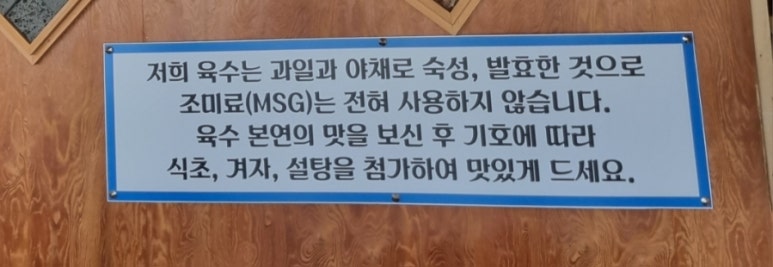 저희 육수는 과일과 야채로 숙성, 발효한 것으로
조미료(MSG)는 전혀 사용하지 않습니다.
육수 본연의 맛을 보신 후 기호에 따라
식초, 겨자, 설탕을 첨가하여 맛있게 드세요.